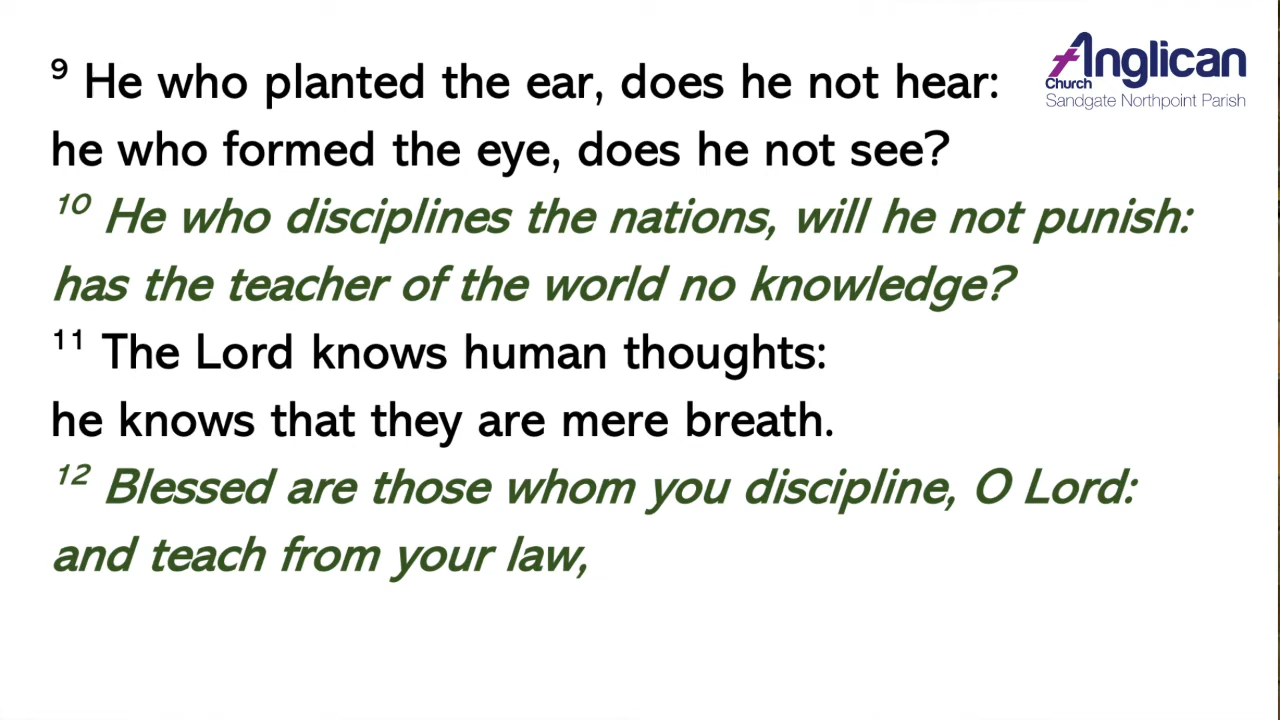 ⁹ He who planted the ear, does he not hear:
he who formed the eye, does he not see?
¹⁰ He who disciplines the nations, will he not punish:
has the teacher of the world no knowledge?
¹¹ The Lord knows human thoughts:
he knows that they are mere breath.
¹² Blessed are those whom you discipline, O Lord:
and teach from your law,
Anglican
Church
Sandgate Northpoint Parish